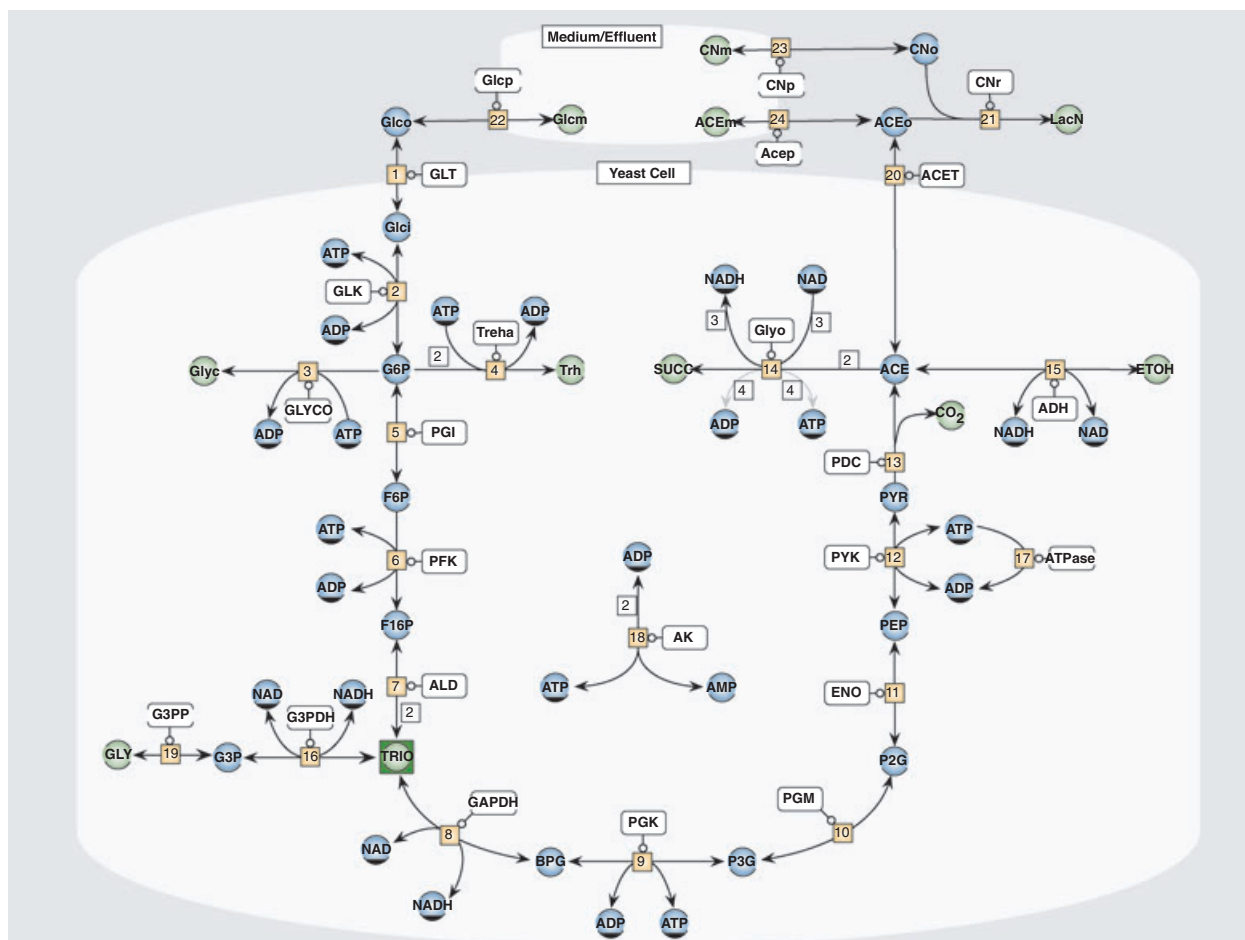 Medium/Effluent
CNm
23
CNo
CNp
CNr
Glcp
Glco
22
Glcm
ACEm
24
ACEo
21
LacN
Acep
Yeast Cell
1
GLT
20
ACET
Glci
ATP
GLK
2
ADP
ATP
ADP
Treha
2
NADH
NAD
3
Glyo
3
Glyc
3
G6P
4
Trh
SUCC
14
2
ACE
15
ETOH
GLYCO
ADP
ATP
4
4
ADP
ATP
CO2
ADH
NADH
NAD
5
PGI
PDC
13
F6P
PYR
ATP
6
PFK
ADP
ADP
PYK
12
ATP
17
ATPase
ADP
F16P
2
18
AK
PEP
7
ALD
ATP
AMP
ENO
11
2
NAD
NADH
G3PP
G3PDH
GLY
19
G3P
16
TRIO
P2G
GAPDH
PGM
8
PGK
10
NAD
BPG
9
P3G
NADH
ADP
ATP